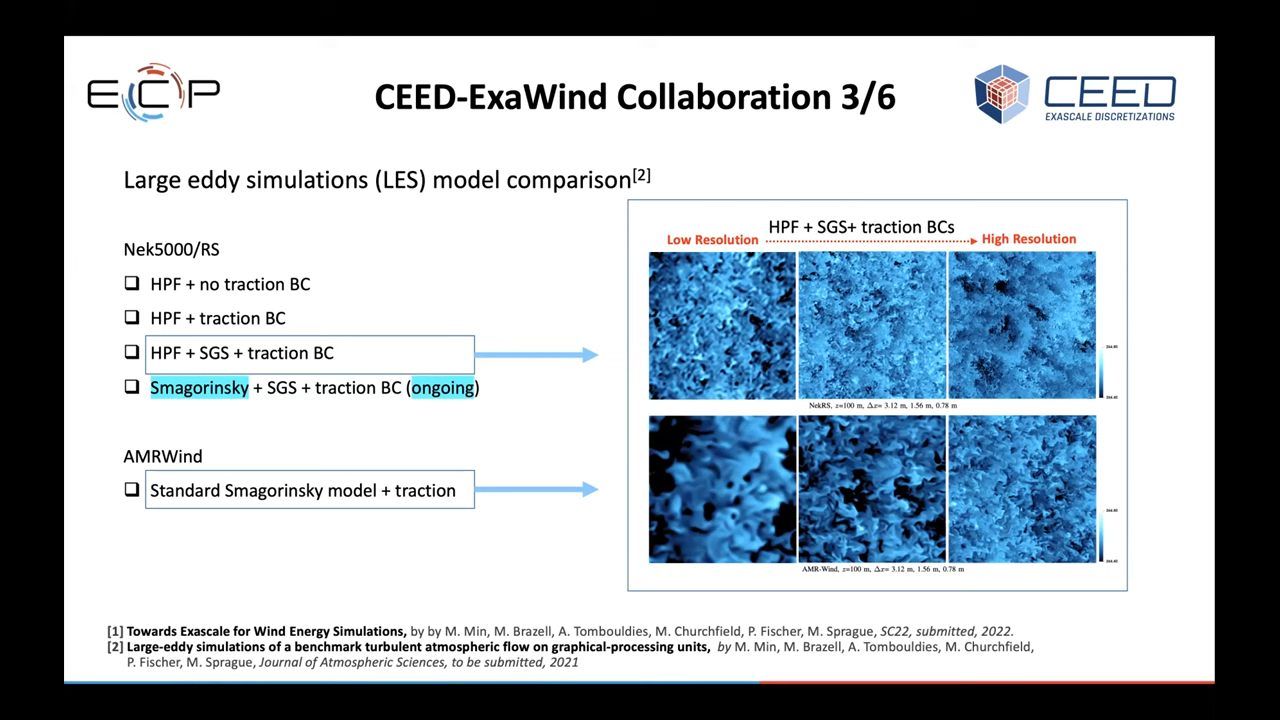 ECP
CEED-ExaWind Collaboration 3/6
CEED
EXASCALE DISCRETIZATIONS
Large eddy simulations (LES) model comparison[2]
Nek5000/RS
❑ HPF + no traction BC
❑ HPF + traction BC
❑ HPF + SGS + traction BC
❑ Smagorinsky + SGS + traction BC (ongoing)
AMRWind
❑ Standard Smagorinsky model + traction
HPF + SGS+ traction BCs
Low Resolution High Resolution
NekRS, z=100 m, Δx= 3.12 m, 1.56 m, 0.78 m
AMR-Wind, z=100 m, Δx= 3.12 m, 1.56 m, 0.78 m
[1] Towards Exascale for Wind Energy Simulations, by by M. Min, M. Brazell, A. Tombouldies, M. Churchfield, P. Fischer, M. Sprague, SC22, submitted, 2022.
[2] Large-eddy simulations of a benchmark turbulent atmospheric flow on graphical-processing units, by M. Min, M. Brazell, A. Tombouldies, M. Churchfield,
P. Fischer, M. Sprague, Journal of Atmospheric Sciences, to be submitted, 2021